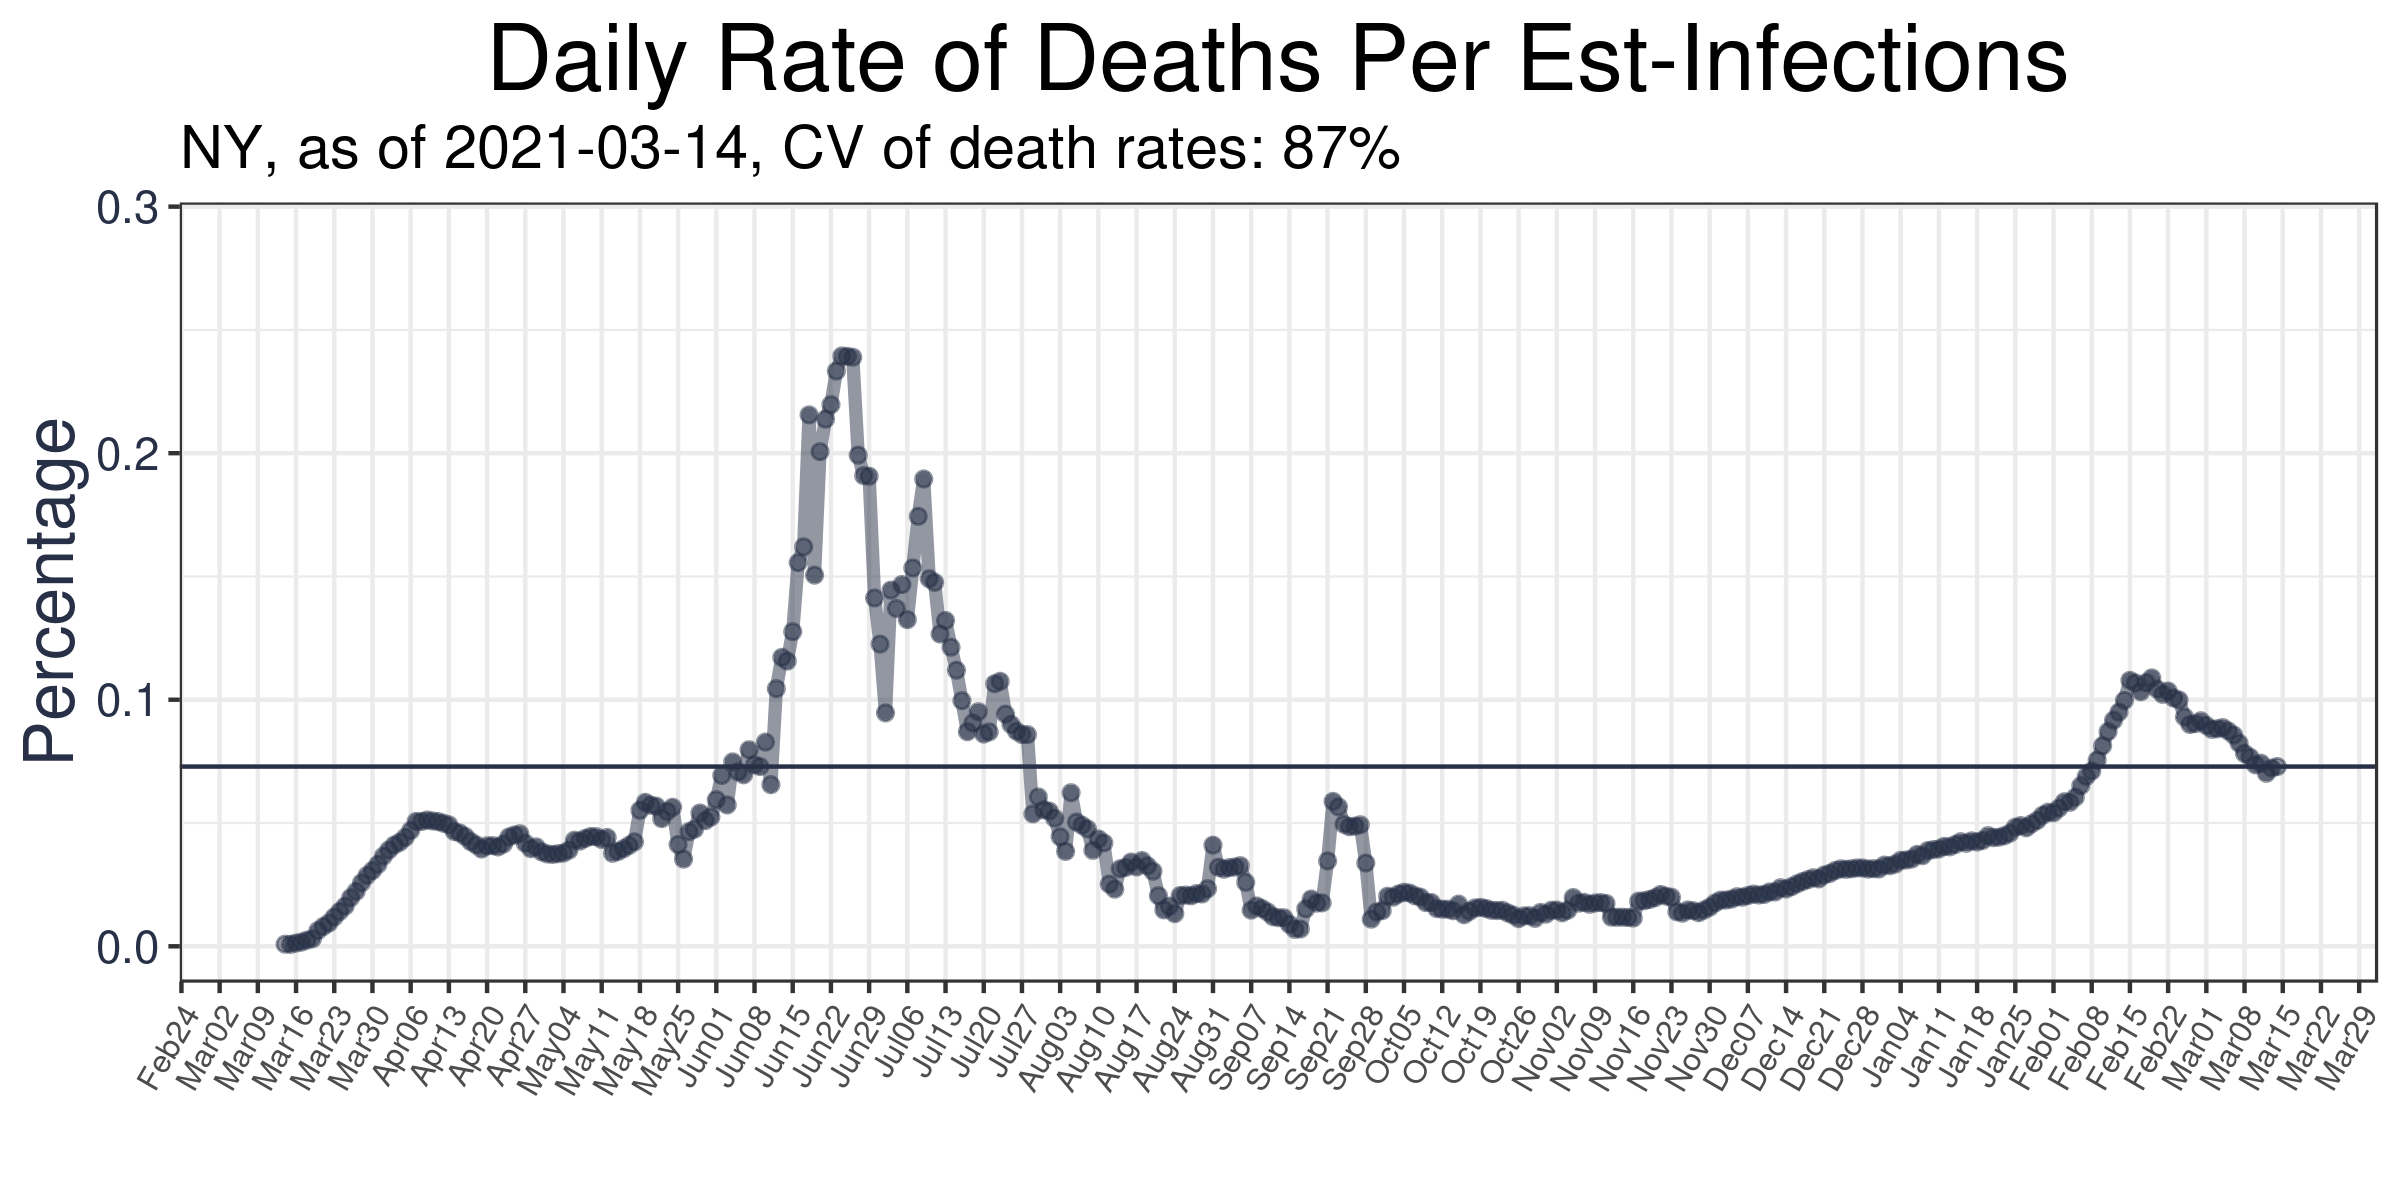 Daily Rate of Deaths Per Est-Infections
NY, as of 2021-03-14, CV of death rates: 87%
Percentage
0.3
0.2
0.1
0.0
Feb24
Mar02
Mar09
Mar16
Mar23
Mar30
Apr06
Apr13
Apr20
Apr27
May04
May11
May18
May25
Jun01
Jun08
Jun15
Jun22
Jun29
Jul06
Jul13
Jul20
Jul27
Aug03
Aug10
Aug17
Aug24
Aug31
Sep07
Sep14
Sep21
Sep28
Oct05
Oct12
Oct19
Oct26
Nov02
Nov09
Nov16
Nov23
Nov30
Dec07
Dec14
Dec21
Dec28
Jan04
Jan11
Jan18
Jan25
Feb01
Feb08
Feb15
Feb22
Mar01
Mar08
Mar15
Mar22
Mar29